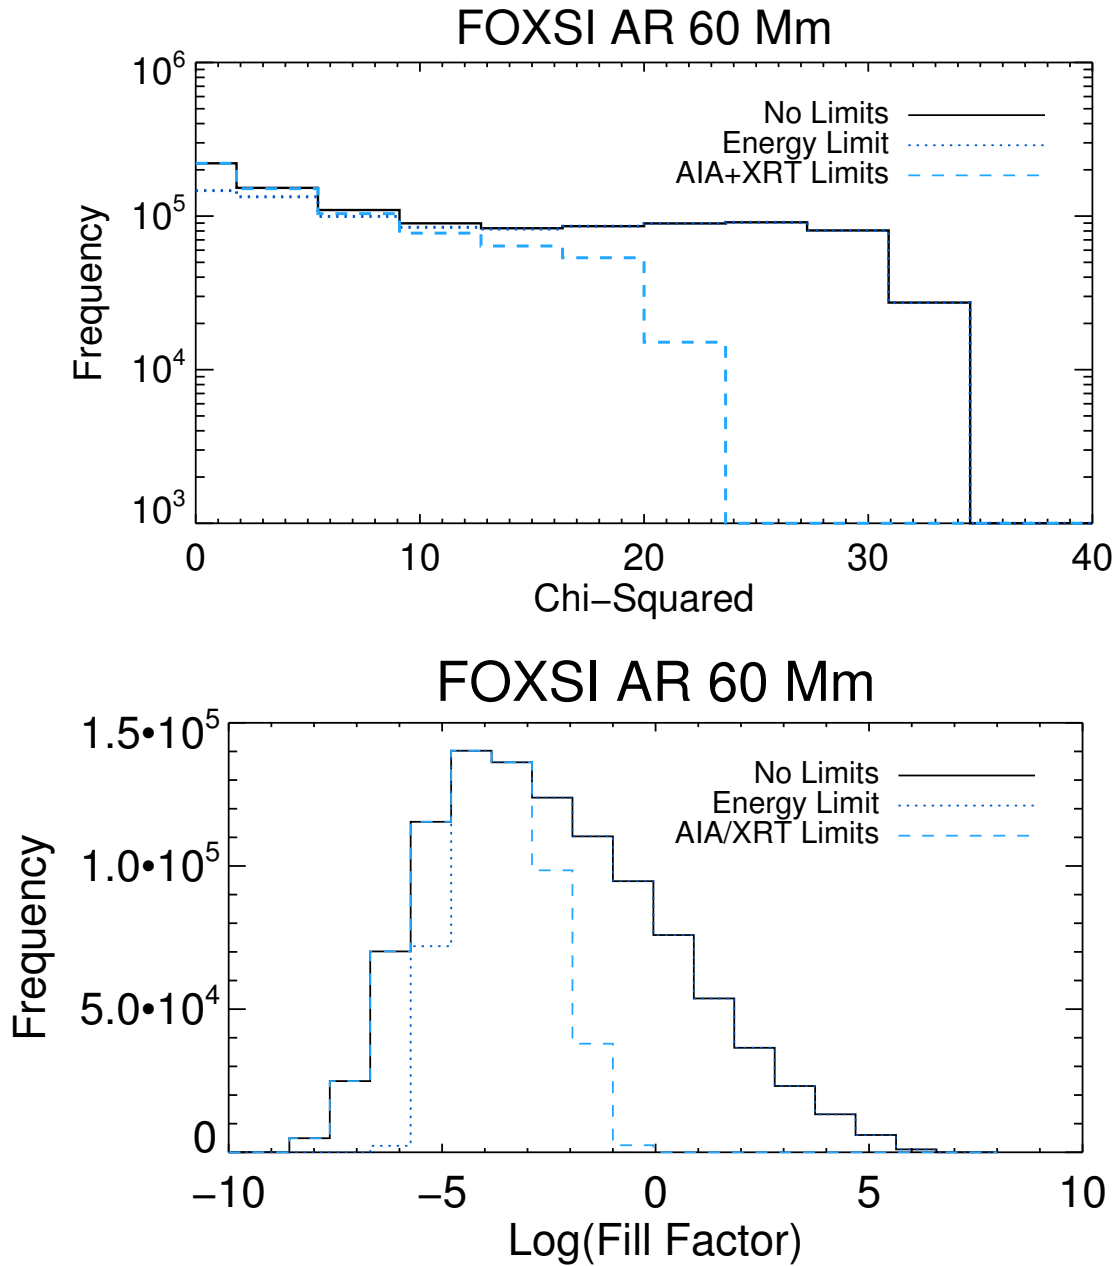 FOXSI AR 60 Mm
10^6
10^5
10^4
10^3
Frequency
No Limits
Energy Limit
AIA+XRT Limits
0 10 20 30 40
Chi−Squared
FOXSI AR 60 Mm
1.5•10^5
1.0•10^5
5.0•10^4
0
Frequency
No Limits
Energy Limit
AIA/XRT Limits
−10 −5 0 5 10
Log(Fill Factor)